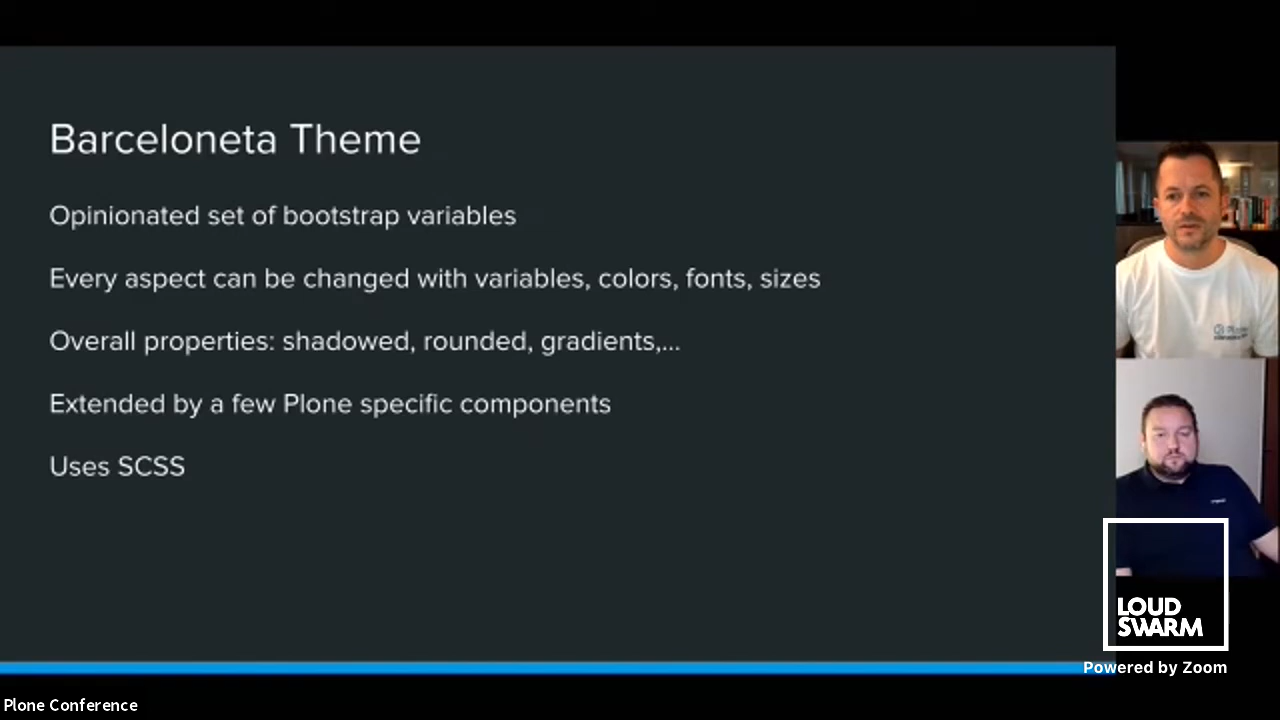 Barceloneta Theme
Opinionated set of bootstrap variables
Every aspect can be changed with variables, colors, fonts, sizes
Overall properties: shadowed, rounded, gradients,...
Extended by a few Plone specific components
Uses SCSS
LOUD
SWARM
Powered by Zoom
Plone Conference